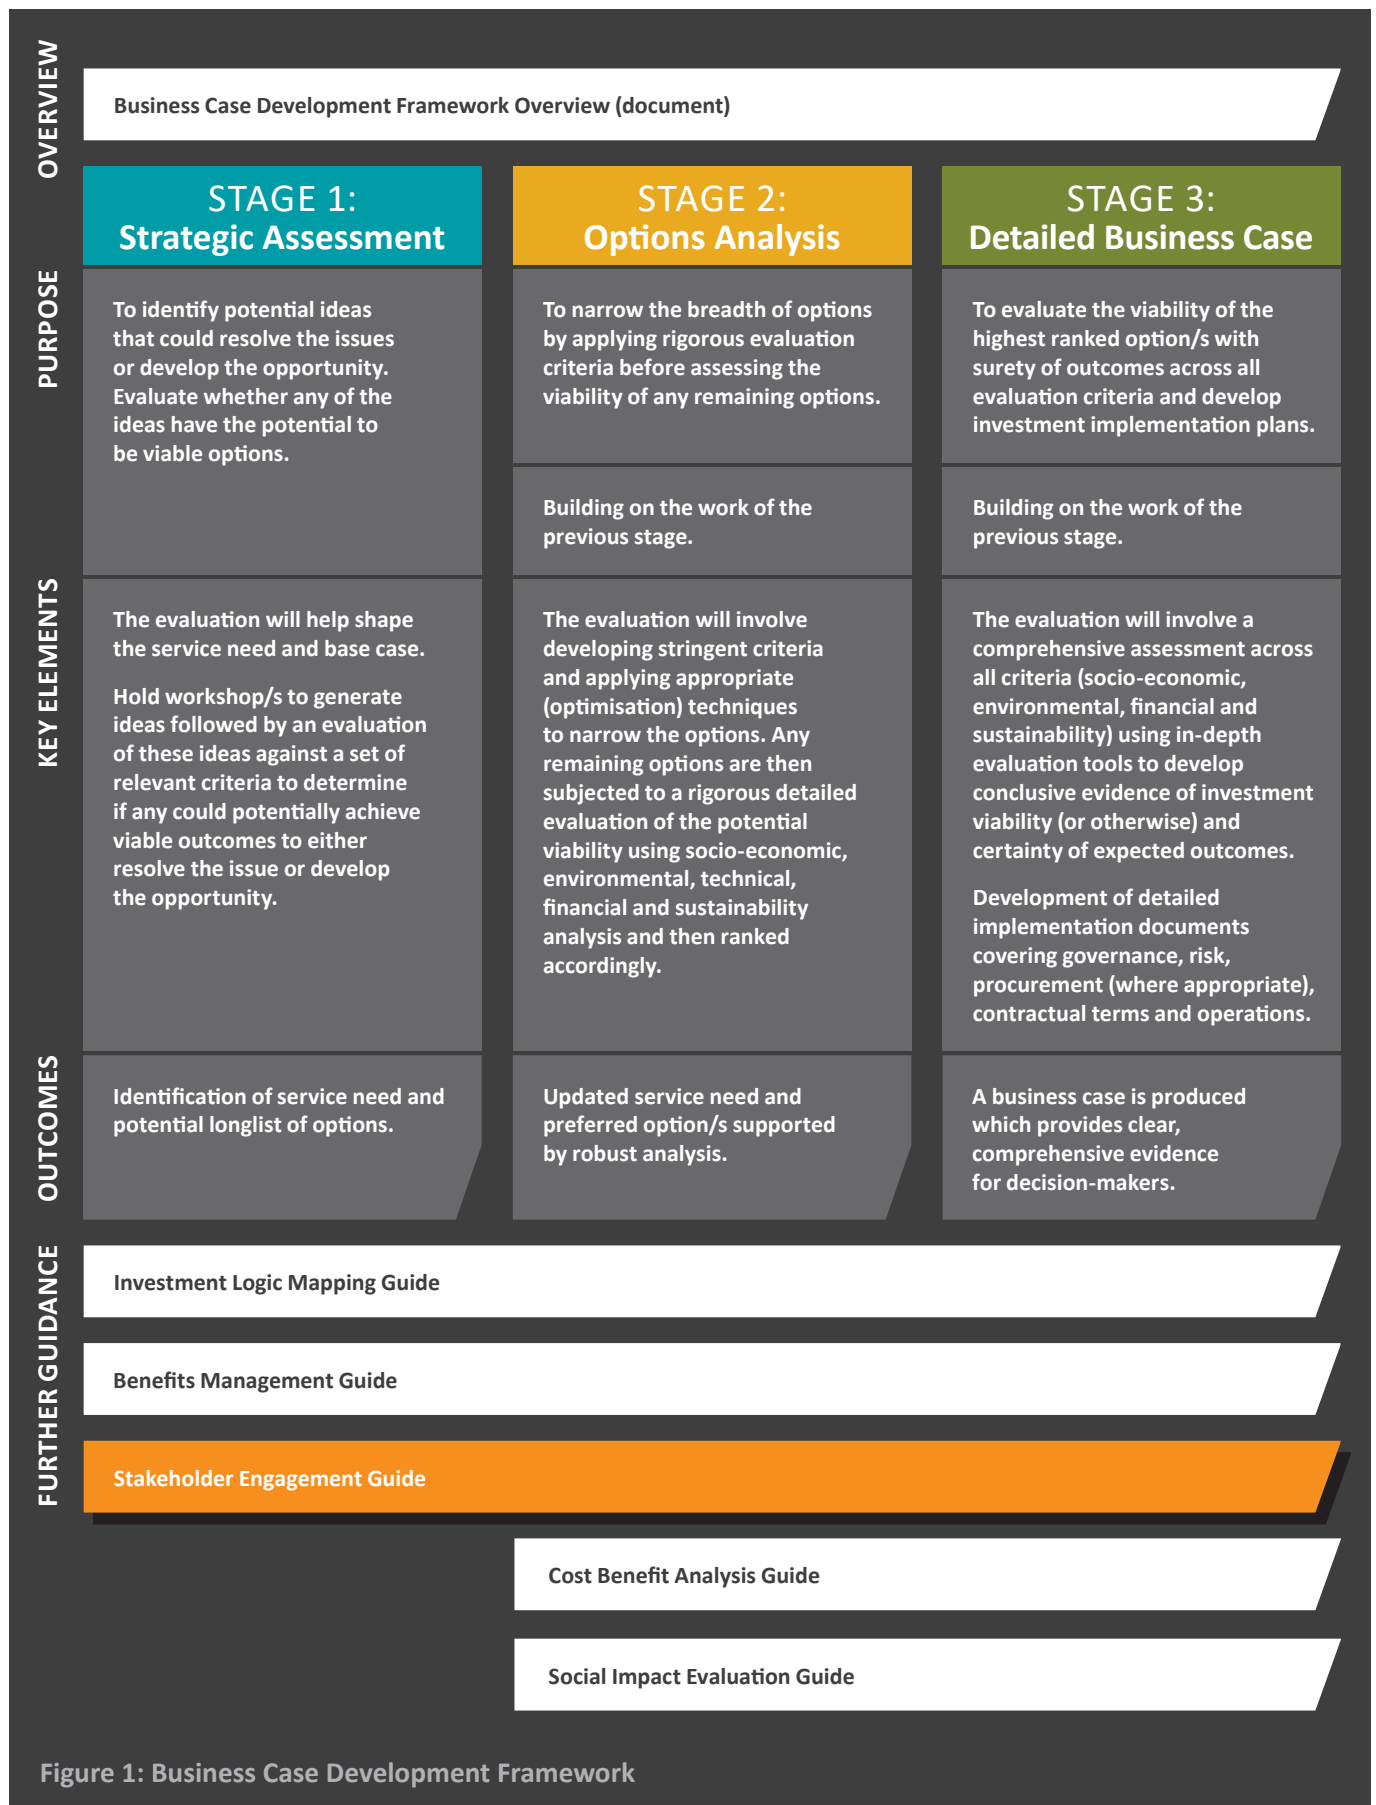 OVERVIEW
Business Case Development Framework Overview (document)
STAGE 1:
Strategic Assessment
STAGE 2:
Options Analysis
STAGE 3:
Detailed Business Case
PURPOSE
To identify potential ideas
that could resolve the issues
or develop the opportunity.
Evaluate whether any of the
ideas have the potential to
be viable options.
To narrow the breadth of options
by applying rigorous evaluation
criteria before assessing the
viability of any remaining options.
Building on the work of the
previous stage.
To evaluate the viability of the
highest ranked option/s with
surety of outcomes across all
evaluation criteria and develop
investment implementation plans.
Building on the work of the
previous stage.
KEY ELEMENTS
The evaluation will help shape
the service need and base case.
Hold workshop/s to generate
ideas followed by an evaluation
of these ideas against a set of
relevant criteria to determine
if any could potentially achieve
viable outcomes to either
resolve the issue or develop
the opportunity.
The evaluation will involve
developing stringent criteria
and applying appropriate
(optimisation) techniques
to narrow the options. Any
remaining options are then
subjected to a rigorous detailed
evaluation of the potential
viability using socio-economic,
environmental, technical,
financial and sustainability
analysis and then ranked
accordingly.
The evaluation will involve a
comprehensive assessment across
all criteria (socio-economic,
environmental, financial and
sustainability) using in-depth
evaluation tools to develop
conclusive evidence of investment
viability (or otherwise) and
certainty of expected outcomes.
Development of detailed
implementation documents
covering governance, risk,
procurement (where appropriate),
contractual terms and operations.
OUTCOMES
Identification of service need and
potential longlist of options.
Updated service need and
preferred option/s supported
by robust analysis.
A business case is produced
which provides clear,
comprehensive evidence
for decision-makers.
FURTHER GUIDANCE
Investment Logic Mapping Guide
Benefits Management Guide
Stakeholder Engagement Guide
Cost Benefit Analysis Guide
Social Impact Evaluation Guide
Figure 1: Business Case Development Framework